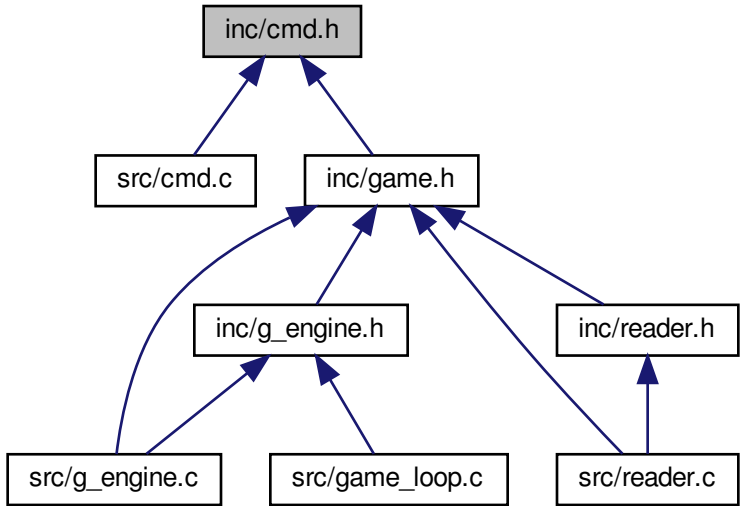 inc/cmd.h
src/cmd.c
inc/game.h
inc/g_engine.h
inc/reader.h
src/g_engine.c
src/game_loop.c
src/reader.c